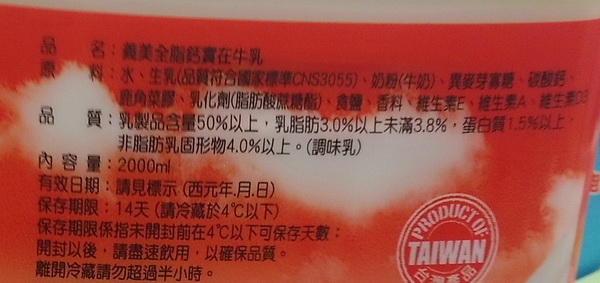 品　　名：義美全脂鈣實在牛乳
原　　料：水、生乳(品質符合國家標準CNS3055)、奶粉(牛奶)、異麥芽寡糖、碳酸鈣、
鹿角菜膠、乳化劑(脂肪酸蔗糖酯)、食鹽、香料、維生素E、維生素A、維生素D3
品　　質：乳製品含量50%以上，乳脂肪3.0%以上未滿3.8%，蛋白質1.5%以上，
非脂肪乳固形物4.0%以上。(調味乳)
內 容 量：2000ml
有效日期：請見標示 (西元年.月.日)
保存期限：14天 (請冷藏於4℃以下)
保存期限係指未開封前在4℃以下可保存天數；
開封以後，請盡速飲用，以確保品質。
離開冷藏請勿超過半小時。
PRODUCT OF
TAIWAN
台灣產品